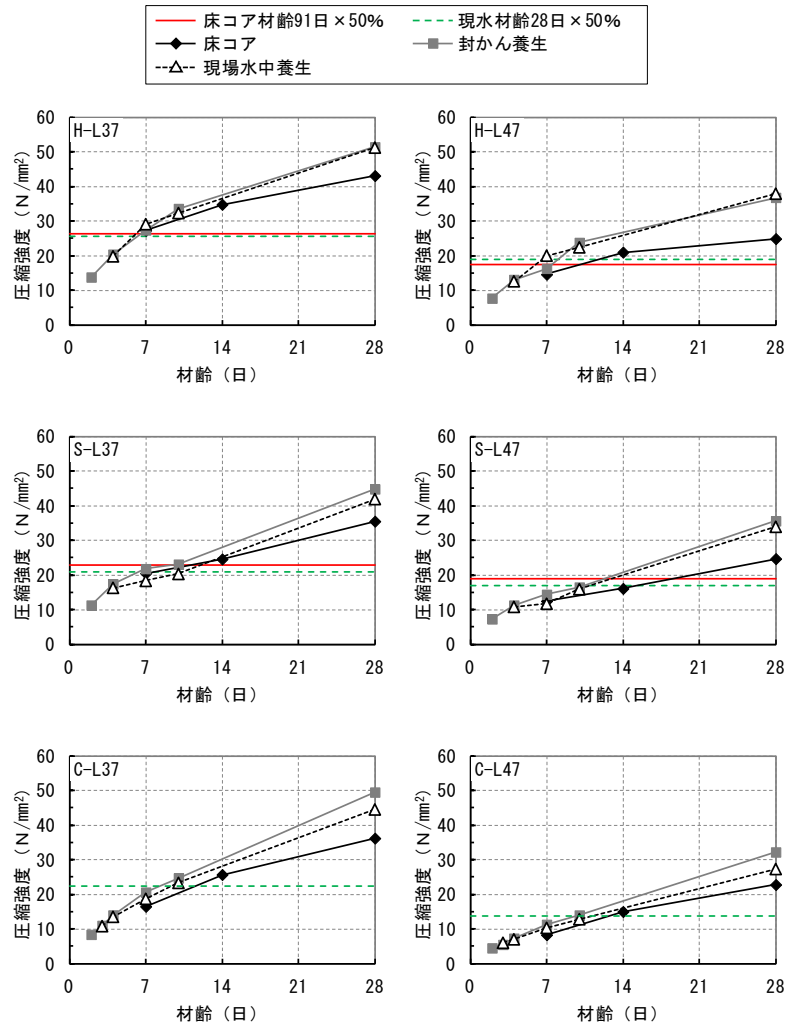 床コア材齢91日×50%
現水材齢28日×50%
床コア
封かん養生
現場水中養生
H-L37
60
50
40
30
20
10
0
圧縮強度（N/mm²）
0 7 14 21 28
材齢（日）
H-L47
60
50
40
30
20
10
0
圧縮強度（N/mm²）
0 7 14 21 28
材齢（日）
S-L37
60
50
40
30
20
10
0
圧縮強度（N/mm²）
0 7 14 21 28
材齢（日）
S-L47
60
50
40
30
20
10
0
圧縮強度（N/mm²）
0 7 14 21 28
材齢（日）
C-L37
60
50
40
30
20
10
0
圧縮強度（N/mm²）
0 7 14 21 28
材齢（日）
C-L47
60
50
40
30
20
10
0
圧縮強度（N/mm²）
0 7 14 21 28
材齢（日）